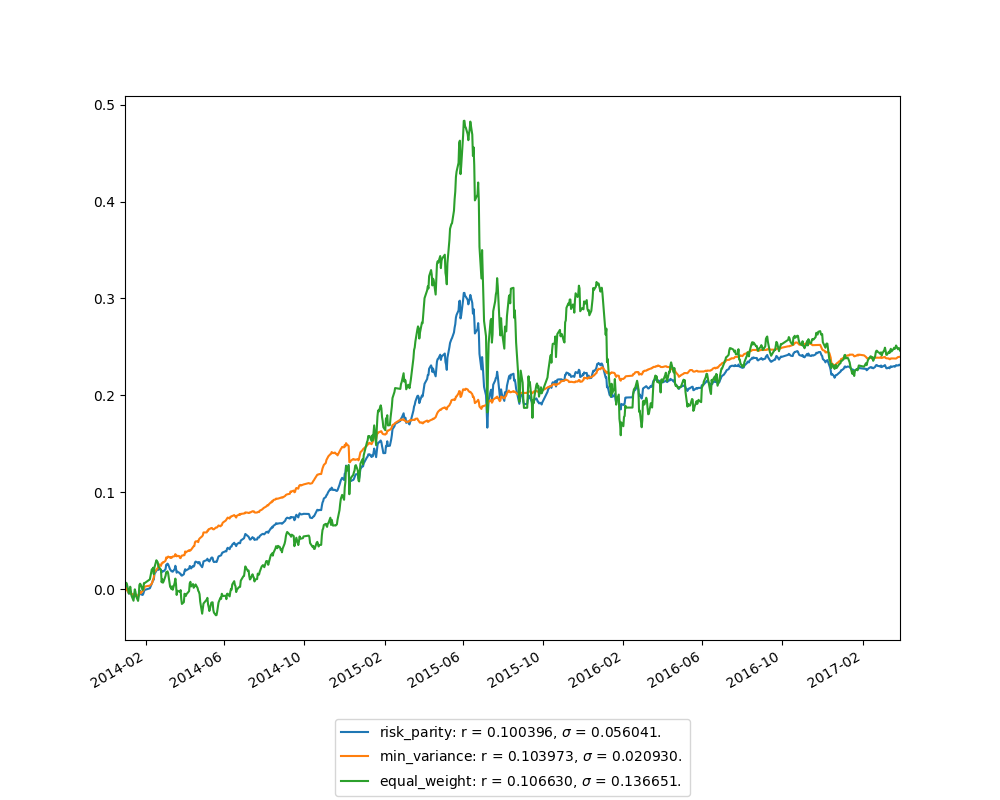 0.5
0.4
0.3
0.2
0.1
0.0
2014-02 2014-06 2014-10 2015-02 2015-06 2015-10 2016-02 2016-06 2016-10 2017-02
risk_parity: r = 0.100396, σ = 0.056041.
min_variance: r = 0.103973, σ = 0.020930.
equal_weight: r = 0.106630, σ = 0.136651.